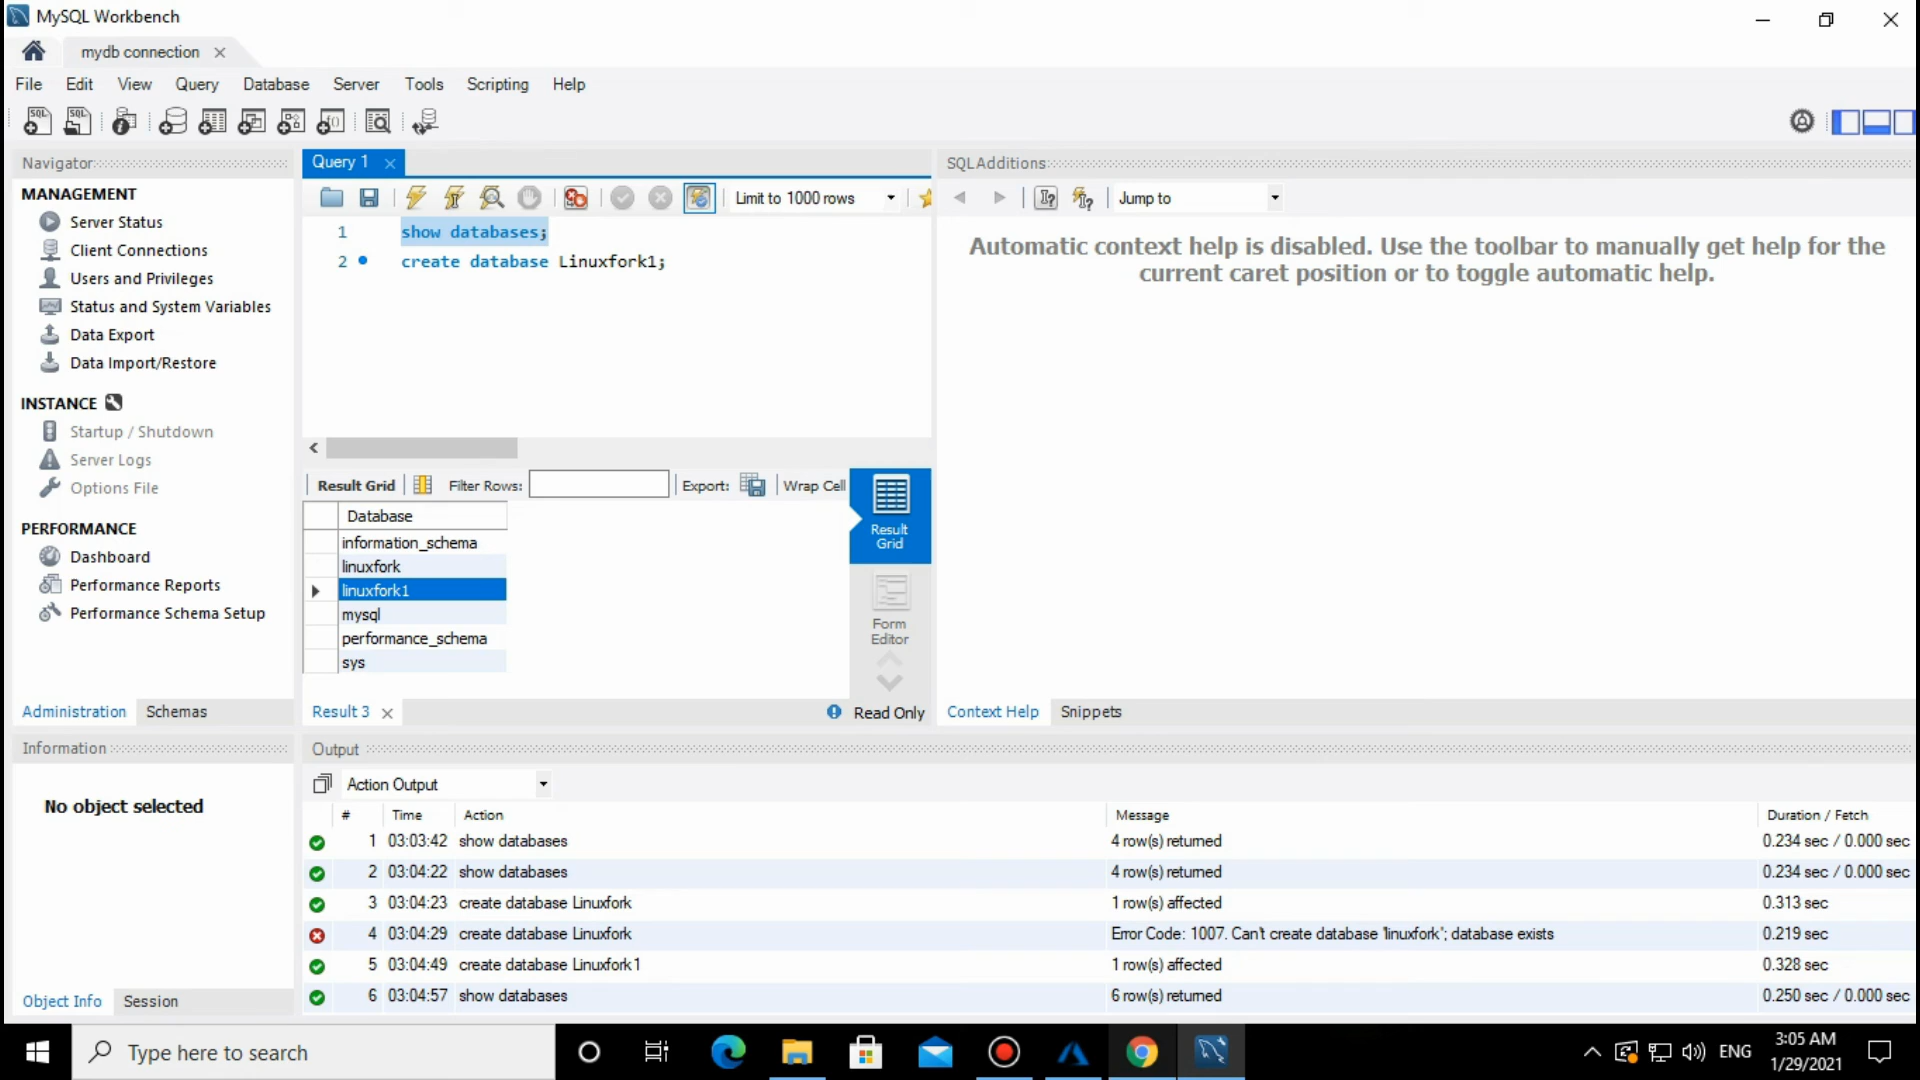 MySQL Workbench
mydb connection
File Edit View Query Database Server Tools Scripting Help
Navigator
MANAGEMENT
Server Status
Client Connections
Users and Privileges
Status and System Variables
Data Export
Data Import/Restore
INSTANCE
Startup / Shutdown
Server Logs
Options File
PERFORMANCE
Dashboard
Performance Reports
Performance Schema Setup
Administration Schemas
Query 1
Limit to 1000 rows
1 show databases;
2 create database Linuxfork1;
Result Grid Filter Rows: Export: Wrap Cell
Database
information_schema
linuxfork
linuxfork1
mysql
performance_schema
sys
Result
Grid
Form
Editor
Result 3 Read Only
SQLAdditions
Jump to
Automatic context help is disabled. Use the toolbar to manually get help for the
current caret position or to toggle automatic help.
Context Help Snippets
Information
No object selected
Object Info Session
Output
Action Output
# Time Action Message Duration / Fetch
1 03:03:42 show databases 4 row(s) returned 0.234 sec / 0.000 sec
2 03:04:22 show databases 4 row(s) returned 0.234 sec / 0.000 sec
3 03:04:23 create database Linuxfork 1 row(s) affected 0.313 sec
4 03:04:29 create database Linuxfork Error Code: 1007. Can't create database 'linuxfork'; database exists 0.219 sec
5 03:04:49 create database Linuxfork1 1 row(s) affected 0.328 sec
6 03:04:57 show databases 6 row(s) returned 0.250 sec / 0.000 sec
Type here to search
ENG
3:05 AM
1/29/2021